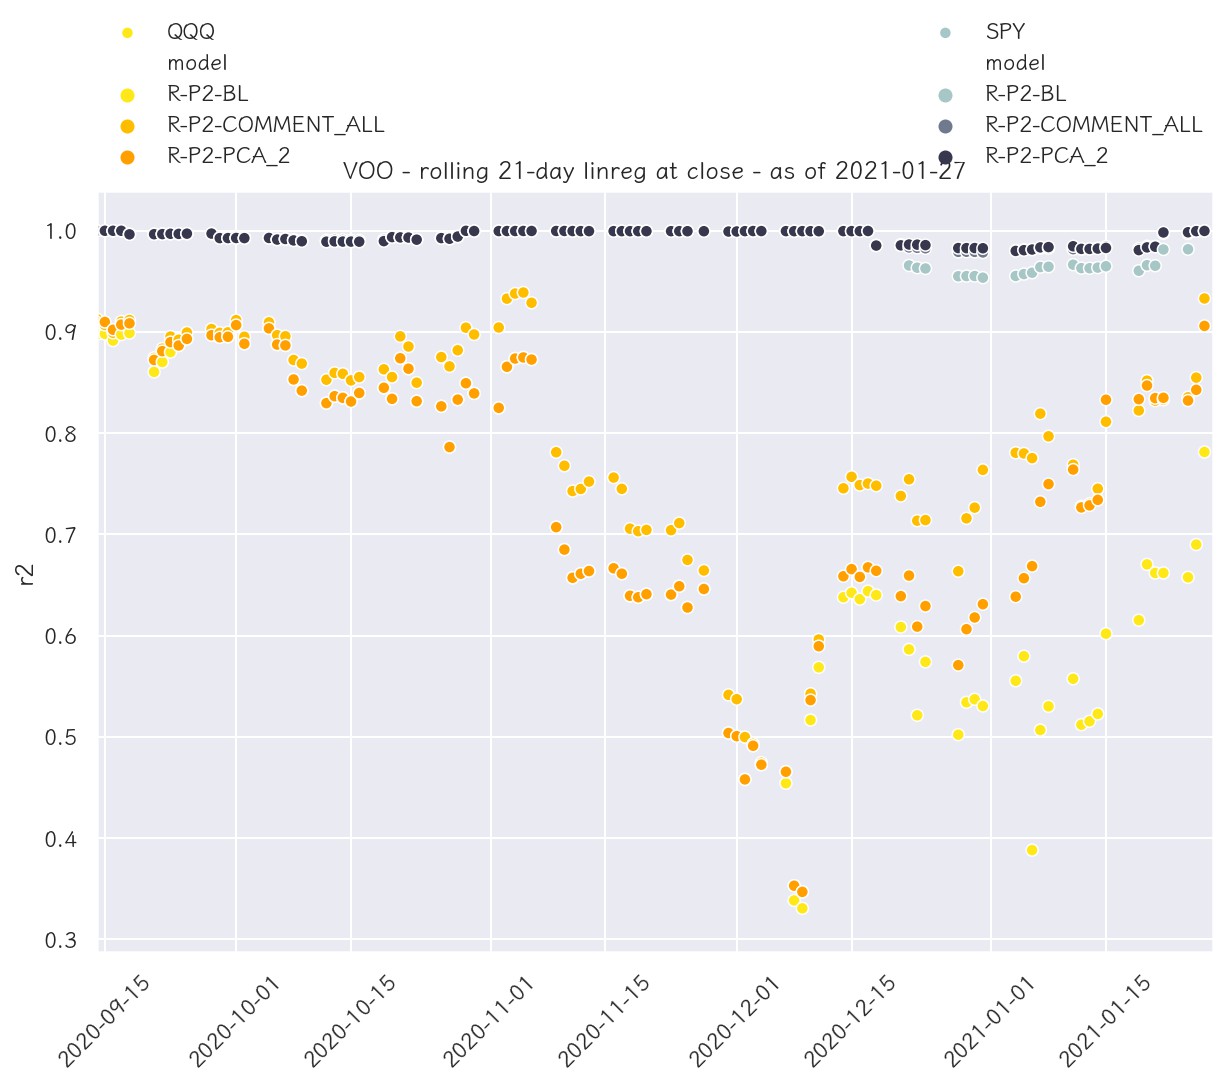 QQQ
model
R-P2-BL
R-P2-COMMENT_ALL
R-P2-PCA_2
SPY
model
R-P2-BL
R-P2-COMMENT_ALL
R-P2-PCA_2
VOO - rolling 21-day linreg at close - as of 2021-01-27
r2
1.0
0.9
0.8
0.7
0.6
0.5
0.4
0.3
2020-09-15
2020-10-01
2020-10-15
2020-11-01
2020-11-15
2020-12-01
2020-12-15
2021-01-01
2021-01-15